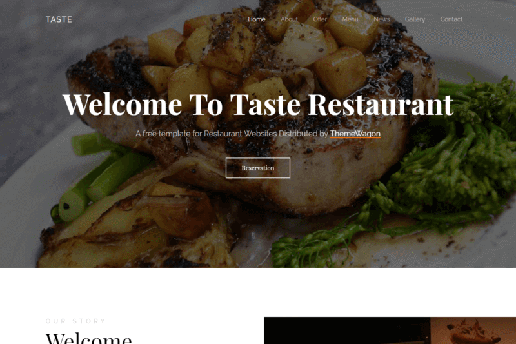 TASTE
Home About Offer Menu News Gallery Contact
Welcome To Taste Restaurant
A free template for Restaurant Websites Distributed by ThemeWagon
Reservation
OUR STORY
Welcome